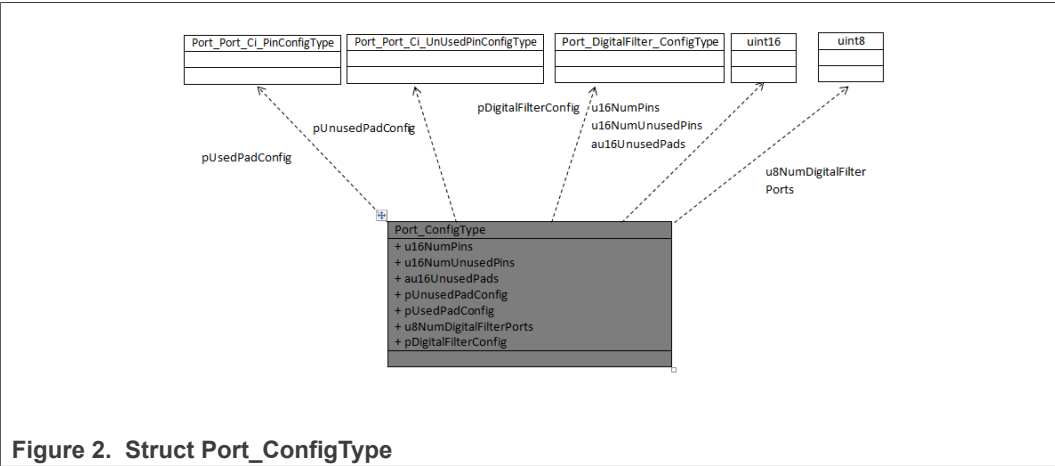 Port_Port_Ci_PinConfigType
Port_Port_Ci_UnUsedPinConfigType
Port_DigitalFilter_ConfigType
uint16
uint8
pDigitalFilterConfig
u16NumPins
u16NumUnusedPins
au16UnusedPads
pUnusedPadConfig
pUsedPadConfig
u8NumDigitalFilter
Ports
Port_ConfigType
+ u16NumPins
+ u16NumUnusedPins
+ au16UnusedPads
+ pUnusedPadConfig
+ pUsedPadConfig
+ u8NumDigitalFilterPorts
+ pDigitalFilterConfig
Figure 2. Struct Port_ConfigType